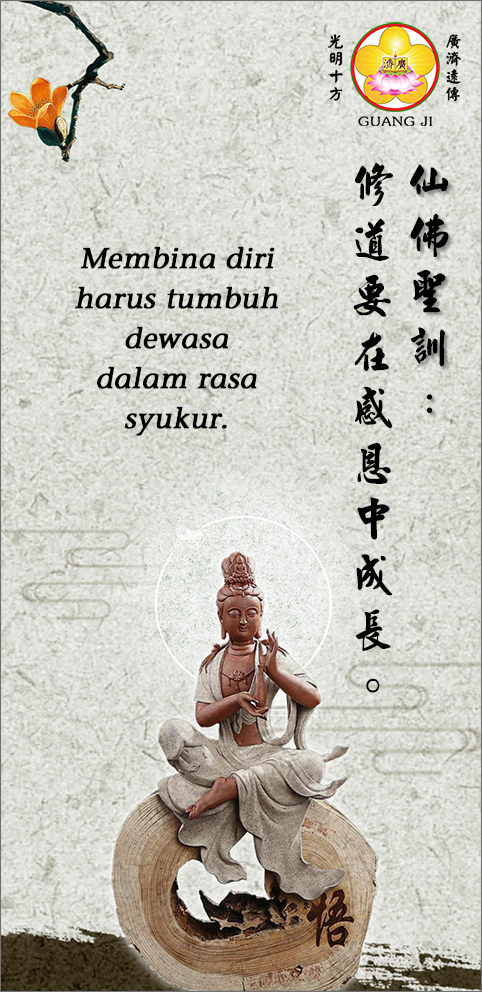 光明十方
廣濟遠傳
濟廣
GUANG JI
仙佛聖訓：
修道要在感恩中成長。
Membina diri
harus tumbuh
dewasa
dalam rasa
syukur.
悟